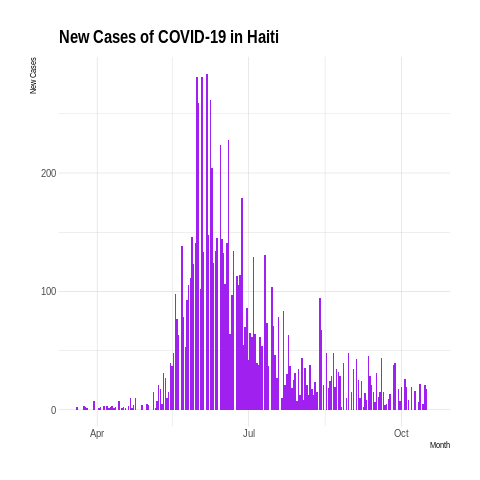 New Cases of COVID-19 in Haiti
New Cases
200
100
0
Apr
Jul
Oct
Month